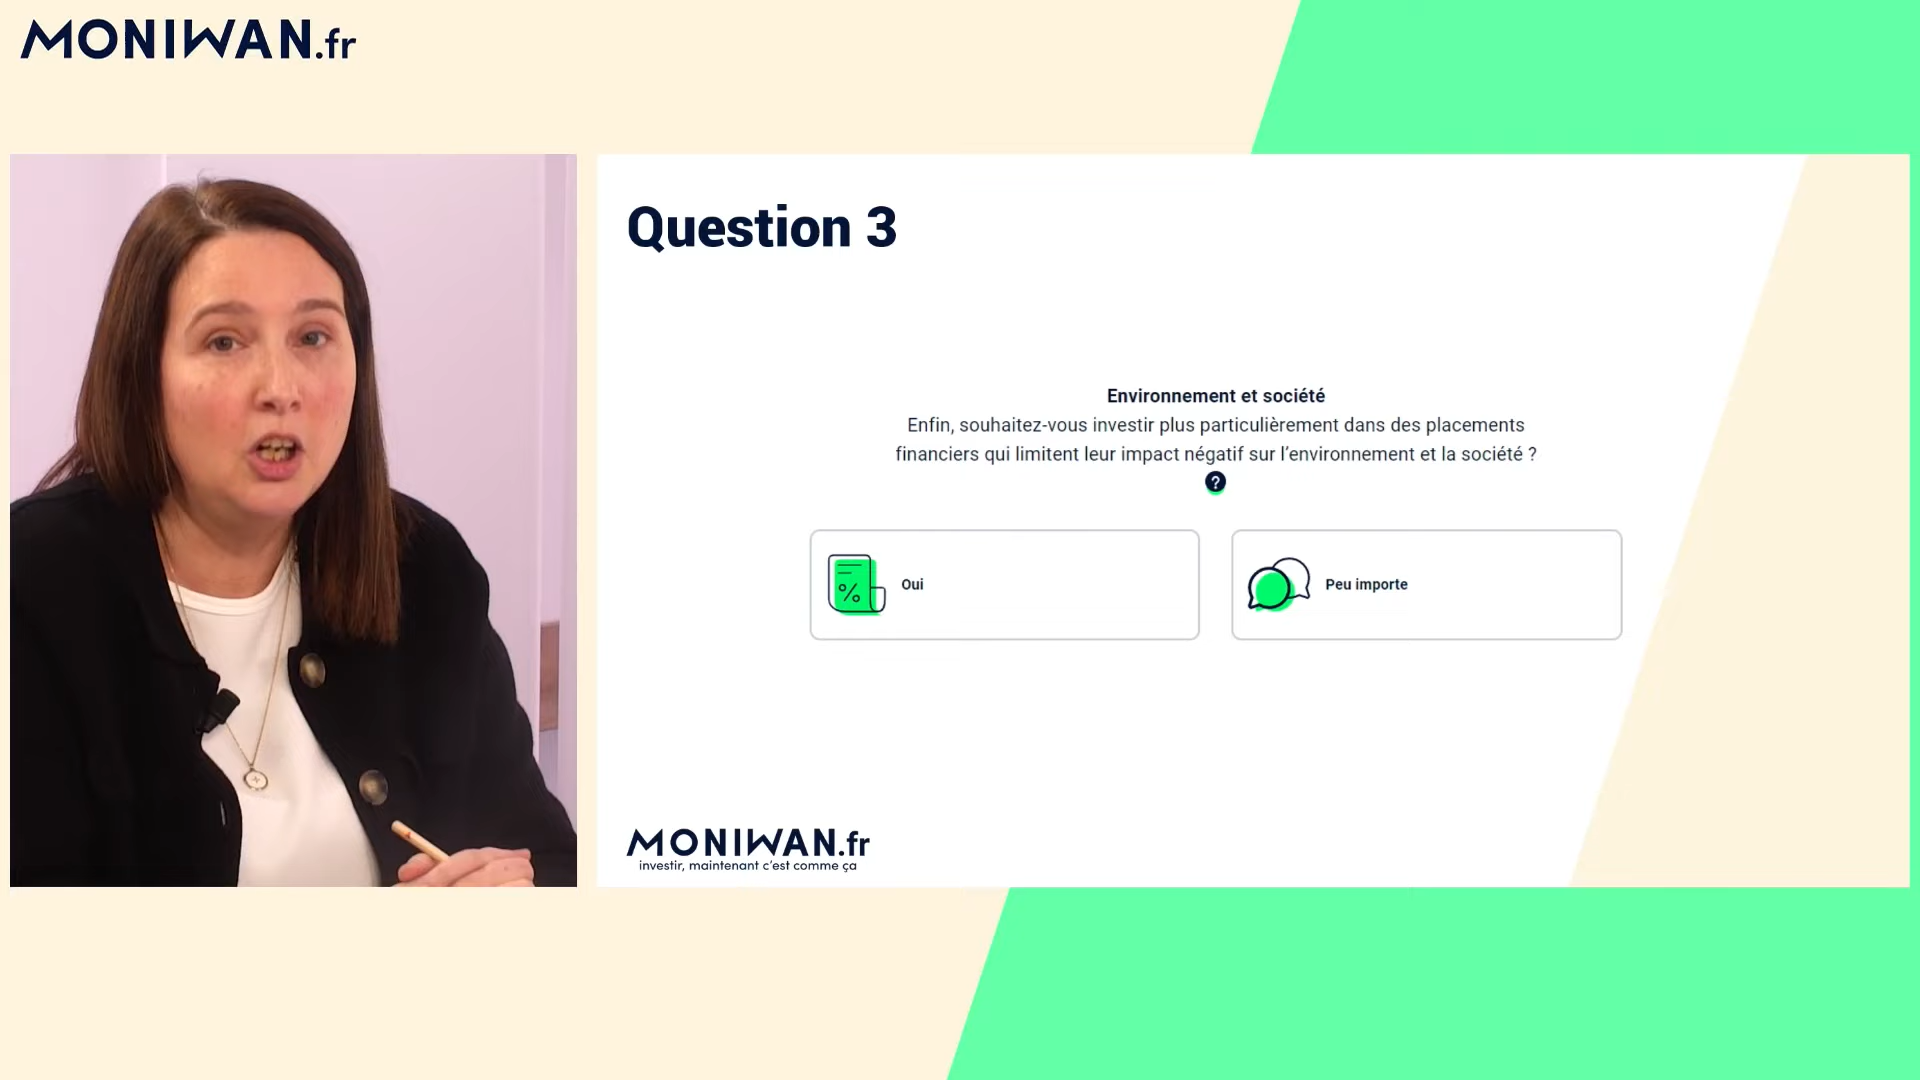 MONIWAN.fr
Question 3
Environnement et société
Enfin, souhaitez-vous investir plus particulièrement dans des placements
financiers qui limitent leur impact négatif sur l'environnement et la société ?
?
% Oui
Peu importe
MONIWAN.fr
investir, maintenant c'est comme ça